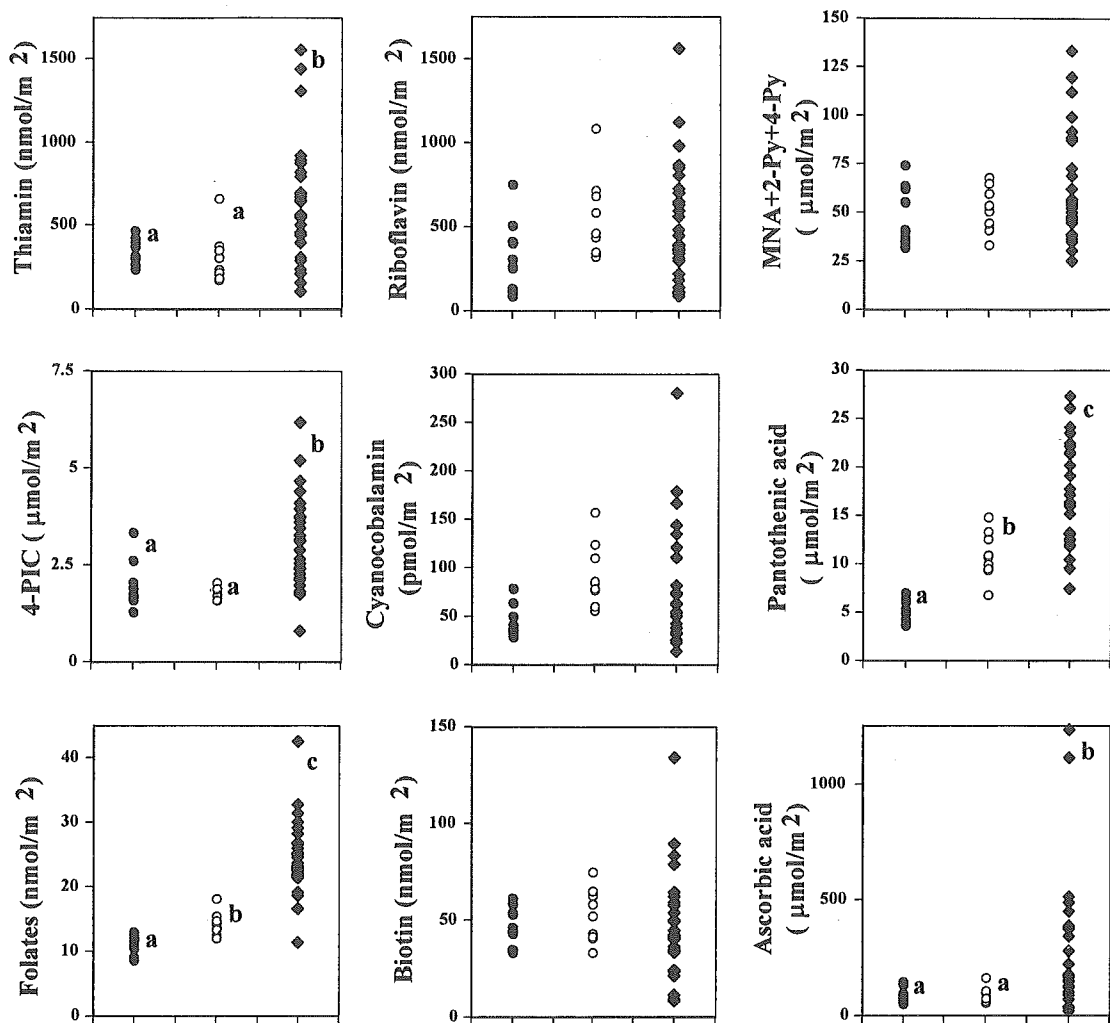 Thiamin (nmol/m 2)
1500
1000
500
0
a
a
b
Riboflavin (nmol/m 2)
1500
1000
500
0
MNA+2-Py+4-Py
( μmol/m 2)
150
125
100
75
50
25
0
4-PIC ( μmol/m 2)
7.5
5
2.5
0
a
a
b
Cyanocobalamin
(pmol/m 2)
300
250
200
150
100
50
0
Pantothenic acid
( μmol/m 2)
30
25
20
15
10
5
0
a
b
c
Folates (nmol/m 2)
40
30
20
10
0
a
b
c
Biotin (nmol/m 2)
150
100
50
0
Ascorbic acid
( μmol/m 2)
1000
500
0
a
a
b